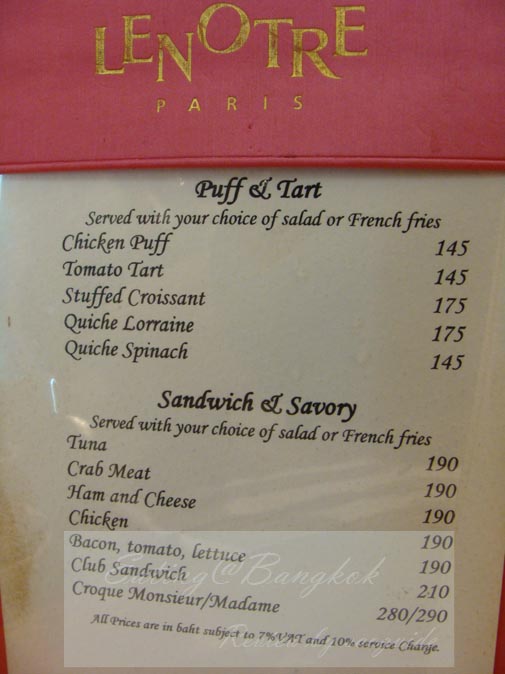 LENOTRE
PARIS
Puff & Tart
Served with your choice of salad or French fries
Chicken Puff 145
Tomato Tart 145
Stuffed Croissant 175
Quiche Lorraine 175
Quiche Spinach 145
Sandwich & Savory
Served with your choice of salad or French fries
Tuna 190
Crab Meat 190
Ham and Cheese 190
Chicken 190
Bacon, tomato, lettuce 190
Club Sandwich 210
Croque Monsieur/Madame 280/290
Eating@Bangkok
All Prices are in baht subject to 7%VAT and 10% service Charge.